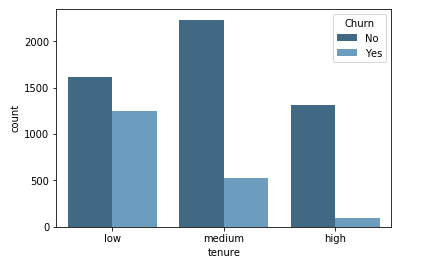 Churn
No
Yes
2000
1500
1000
500
0
count
low medium high
tenure